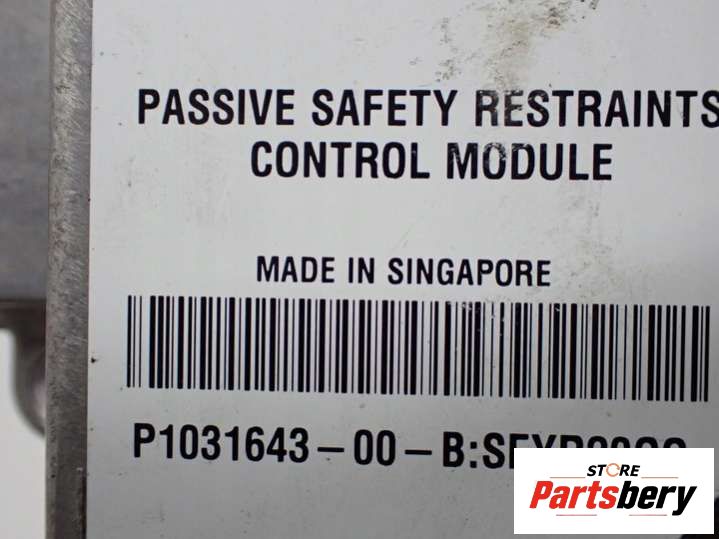 PASSIVE SAFETY RESTRAINTS
CONTROL MODULE
MADE IN SINGAPORE
P1031643-00-B:
STORE
Partsbery